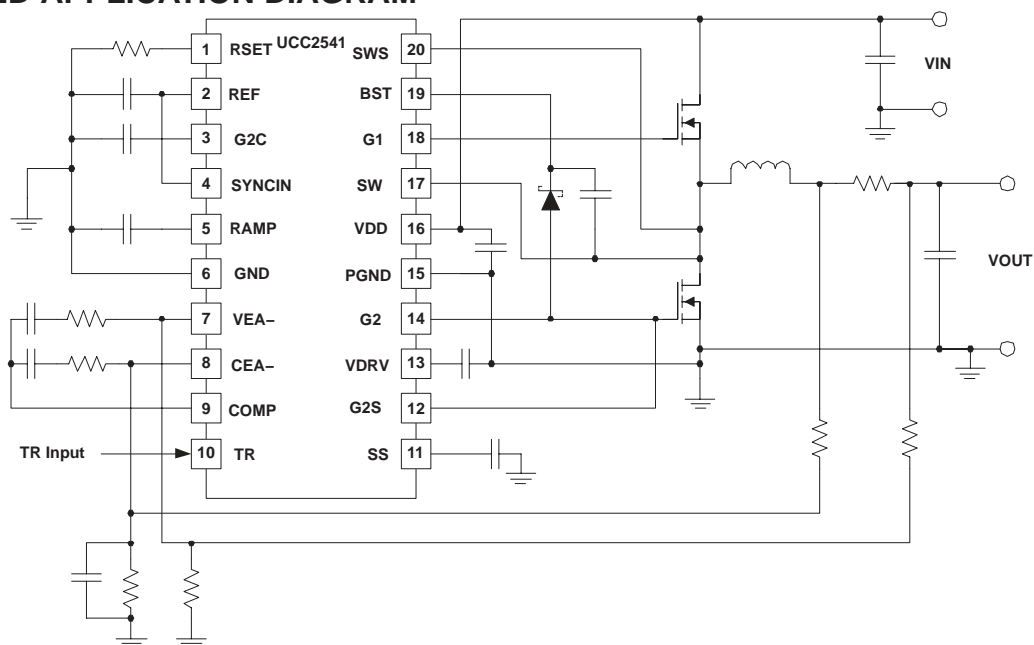 APPLICATION DIAGRAM
UCC2541
1 RSET
2 REF
3 G2C
4 SYNCIN
5 RAMP
6 GND
7 VEA−
8 CEA−
9 COMP
10 TR
TR Input
SWS 20
BST 19
G1 18
SW 17
VDD 16
PGND 15
G2 14
VDRV 13
G2S 12
SS 11
VIN
VOUT